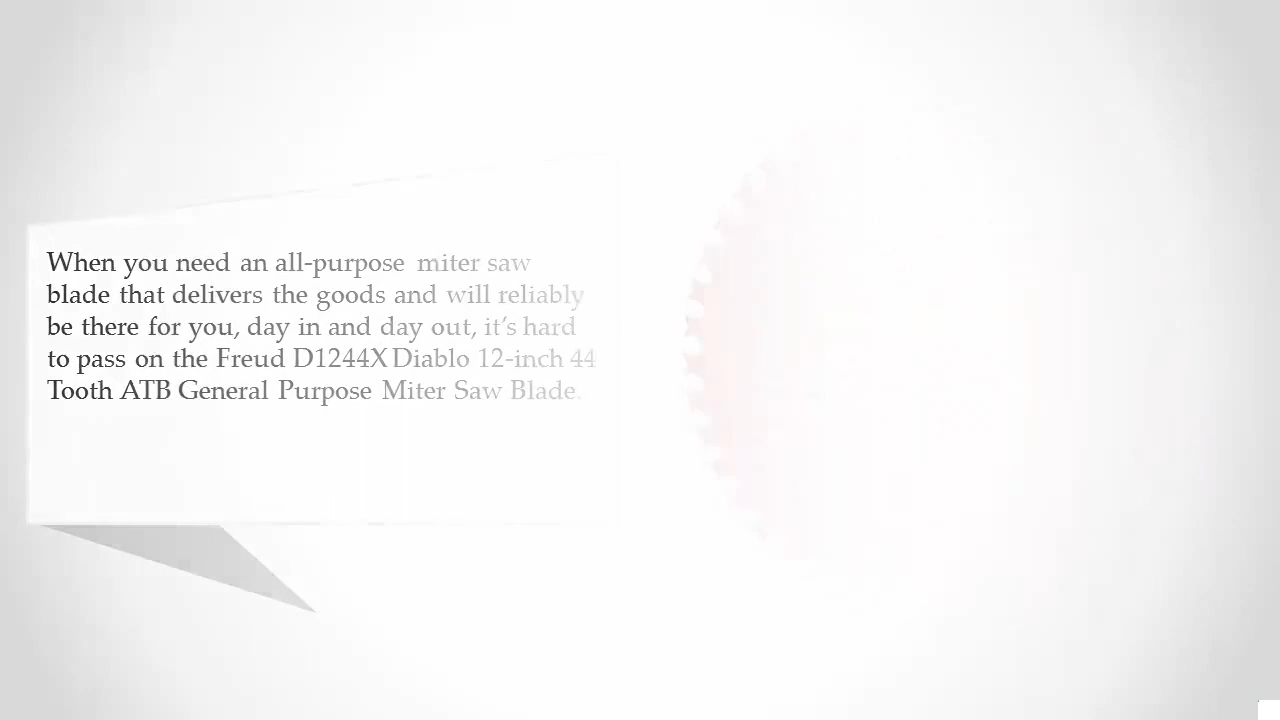 When you need an all-purpose miter saw
blade that delivers the goods and will reliably
be there for you, day in and day out, it's hard
to pass on the Freud D1244X Diablo 12-inch 44
Tooth ATB General Purpose Miter Saw Blade.